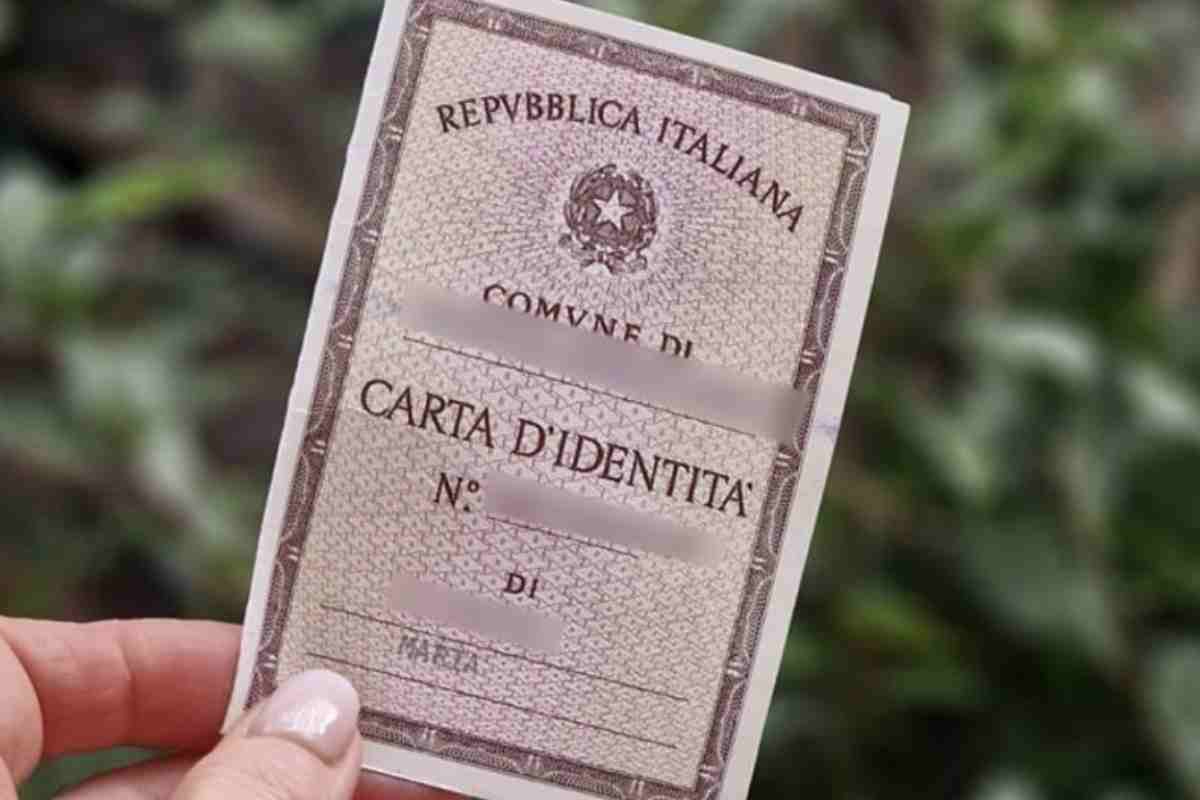 REPVBBLICA ITALIANA
COMVNE DI
CARTA D'IDENTITA'
N°.
DI
MARTA